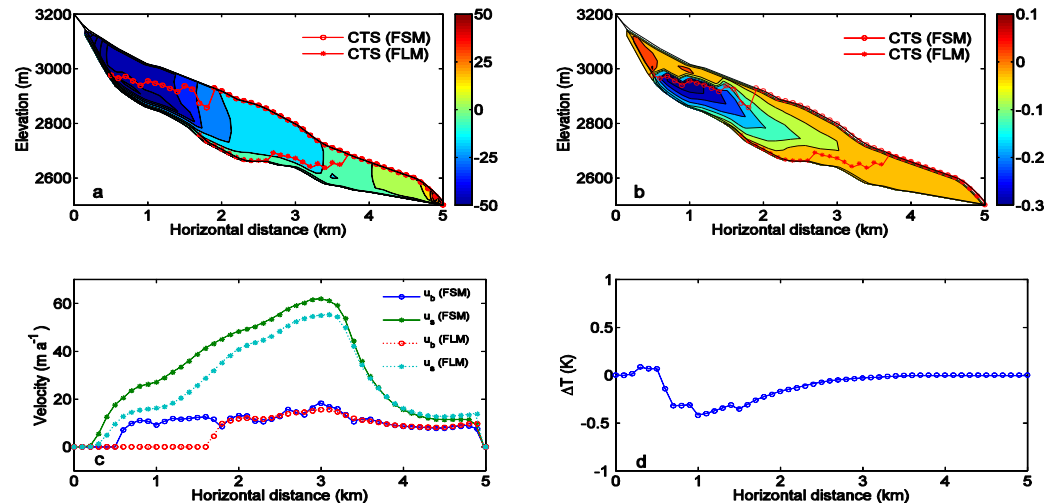 3200
3000
2800
2600
Elevation (m)
0 1 2 3 4 5
Horizontal distance (km)
CTS (FSM)
CTS (FLM)
a
50
25
0
−25
−50
3200
3000
2800
2600
Elevation (m)
0 1 2 3 4 5
Horizontal distance (km)
CTS (FSM)
CTS (FLM)
b
0.1
0
−0.1
−0.2
−0.3
60
40
20
0
Velocity (m a⁻¹)
0 1 2 3 4 5
Horizontal distance (km)
u_b (FSM)
u_s (FSM)
u_b (FLM)
u_s (FLM)
c
1
0.5
0
−0.5
−1
ΔT (K)
0 1 2 3 4 5
Horizontal distance (km)
d